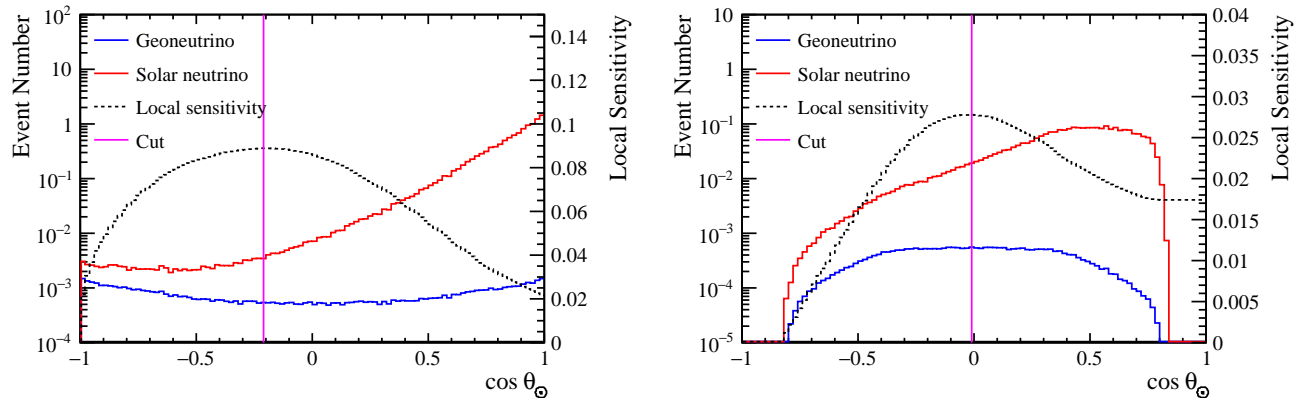 Event Number
10²
10
1
10⁻¹
10⁻²
10⁻³
10⁻⁴
Geoneutrino
Solar neutrino
Local sensitivity
Cut
0.14
0.12
0.1
0.08
0.06
0.04
0.02
0
Local Sensitivity
−1 −0.5 0 0.5 1
cos θ⊙
Event Number
10
1
10⁻¹
10⁻²
10⁻³
10⁻⁴
10⁻⁵
Geoneutrino
Solar neutrino
Local sensitivity
Cut
0.04
0.035
0.03
0.025
0.02
0.015
0.01
0.005
0
Local Sensitivity
−1 −0.5 0 0.5 1
cos θ⊙